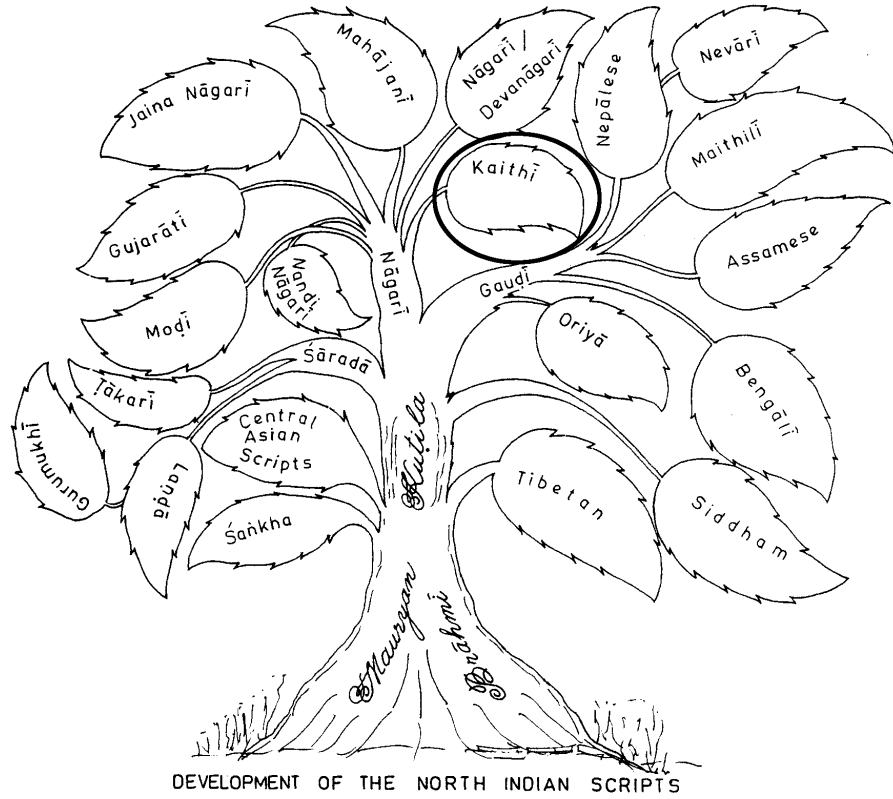 Mahājanī
Nāgarī /
Devanāgarī
Nepālese
Nevārī
Jaina Nāgarī
Kaithī
Maithilī
Gujarātī
Nandi
Nāgarī
Nāgarī
Gauḍī
Assamese
Moḍī
Oriyā
Śāradā
Ṭākarī
Bengālī
Gurumukhī
Laṇḍā
Central
Asian
Scripts
Kuṭila
Tibetan
Siddham
Śaṅkha
Mauryan
Brāhmī
DEVELOPMENT OF THE NORTH INDIAN SCRIPTS